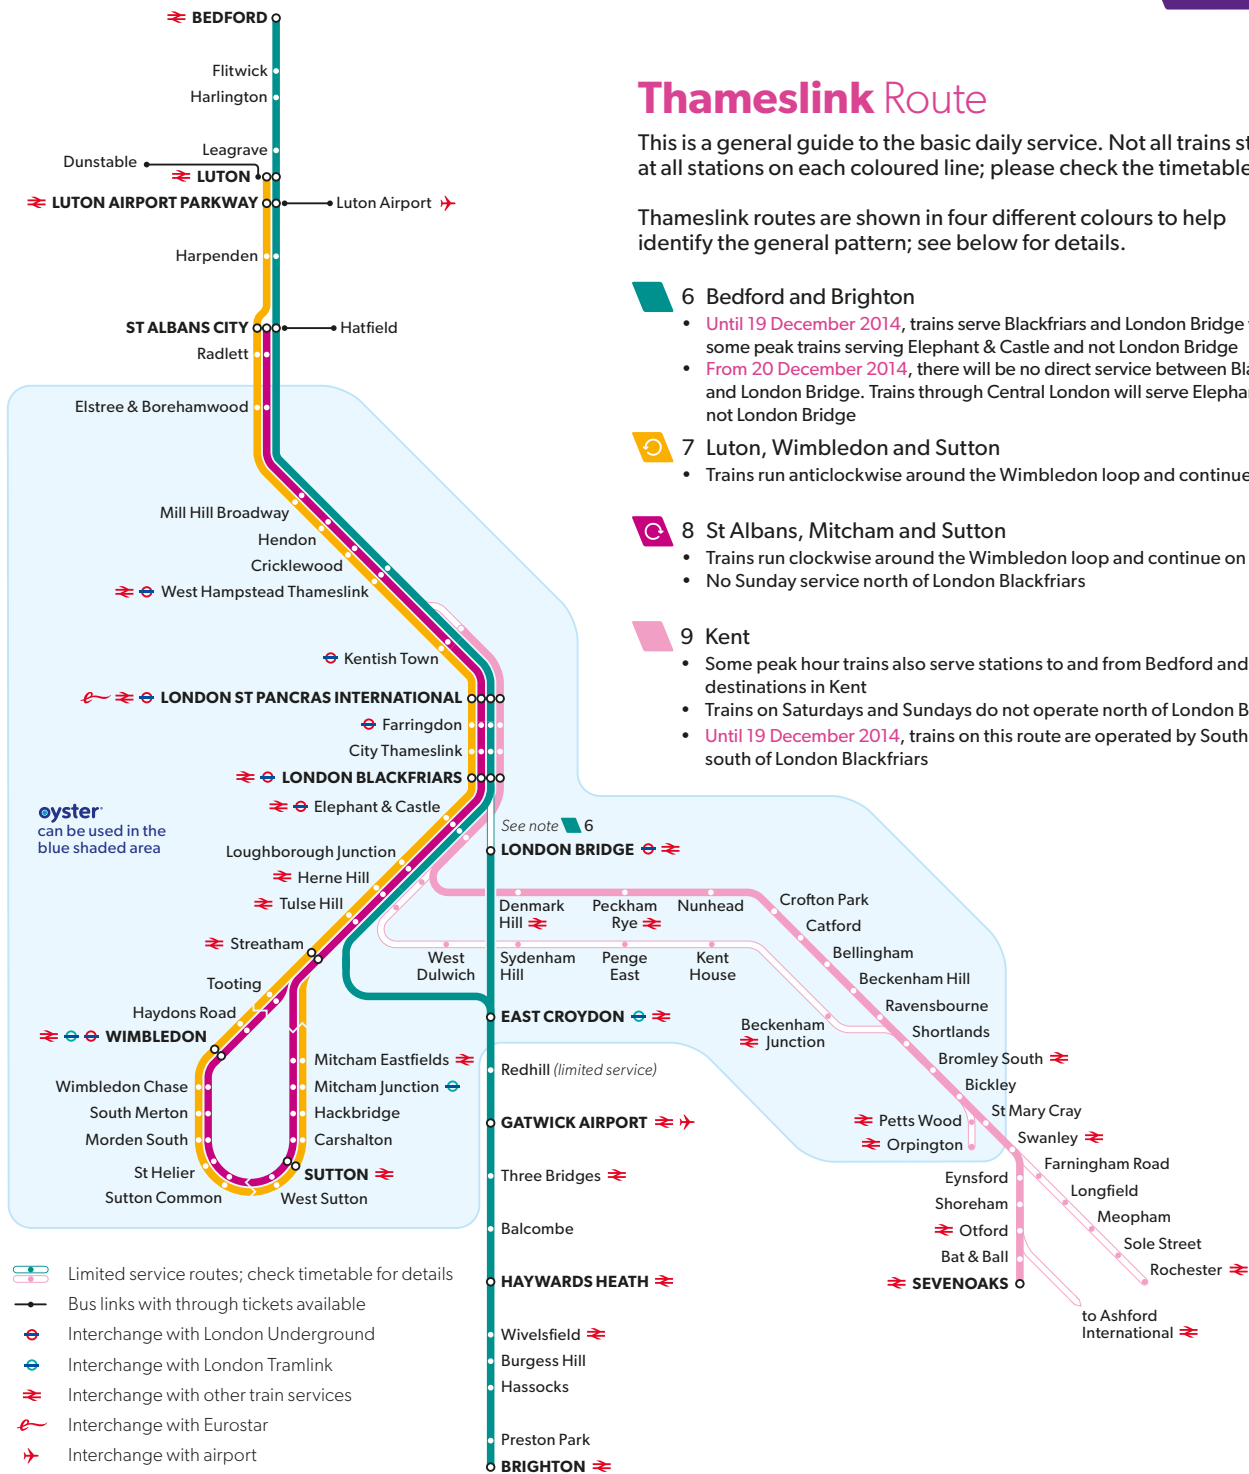 BEDFORD
Flitwick
Harlington
Leagrave
Dunstable
LUTON
LUTON AIRPORT PARKWAY
Luton Airport
Harpenden
ST ALBANS CITY
Hatfield
Radlett
Elstree & Borehamwood
Mill Hill Broadway
Hendon
Cricklewood
West Hampstead Thameslink
Kentish Town
LONDON ST PANCRAS INTERNATIONAL
Farringdon
City Thameslink
LONDON BLACKFRIARS
Elephant & Castle
oyster
can be used in the
blue shaded area
Loughborough Junction
Herne Hill
Tulse Hill
Streatham
Tooting
Haydons Road
WIMBLEDON
Wimbledon Chase
South Merton
Morden South
St Helier
Sutton Common
West Sutton
SUTTON
Carshalton
Hackbridge
Mitcham Junction
Mitcham Eastfields
Thameslink Route
This is a general guide to the basic daily service. Not all trains st
at all stations on each coloured line; please check the timetable
Thameslink routes are shown in four different colours to help
identify the general pattern; see below for details.
6 Bedford and Brighton
• Until 19 December 2014, trains serve Blackfriars and London Bridge
some peak trains serving Elephant & Castle and not London Bridge
• From 20 December 2014, there will be no direct service between Bla
and London Bridge. Trains through Central London will serve Elepha
not London Bridge
7 Luton, Wimbledon and Sutton
• Trains run anticlockwise around the Wimbledon loop and continue
8 St Albans, Mitcham and Sutton
• Trains run clockwise around the Wimbledon loop and continue on
• No Sunday service north of London Blackfriars
9 Kent
• Some peak hour trains also serve stations to and from Bedford and
destinations in Kent
• Trains on Saturdays and Sundays do not operate north of London B
• Until 19 December 2014, trains on this route are operated by South
south of London Blackfriars
See note 6
LONDON BRIDGE
Denmark
Hill
Peckham
Rye
Nunhead
Crofton Park
Catford
Bellingham
Beckenham Hill
Ravensbourne
Shortlands
Bromley South
Bickley
St Mary Cray
Swanley
West
Dulwich
Sydenham
Hill
Penge
East
Kent
House
Beckenham
Junction
Petts Wood
Orpington
Farningham Road
Longfield
Meopham
Sole Street
Rochester
Eynsford
Shoreham
Otford
Bat & Ball
SEVENOAKS
to Ashford
International
EAST CROYDON
Redhill (limited service)
GATWICK AIRPORT
Three Bridges
Balcombe
HAYWARDS HEATH
Wivelsfield
Burgess Hill
Hassocks
Preston Park
BRIGHTON
Limited service routes; check timetable for details
Bus links with through tickets available
Interchange with London Underground
Interchange with London Tramlink
Interchange with other train services
Interchange with Eurostar
Interchange with airport